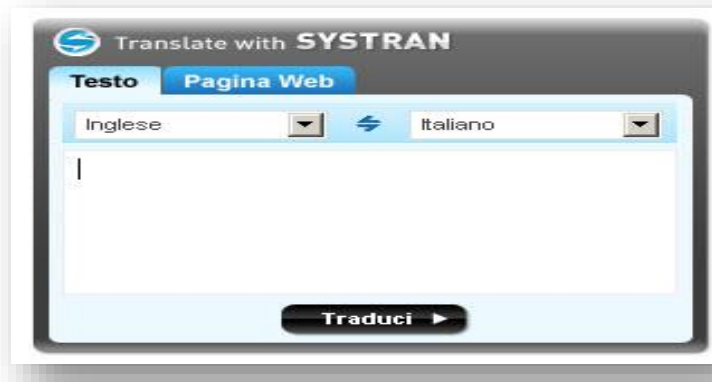 Translate with SYSTRAN
Testo Pagina Web
Inglese Italiano
Traduci